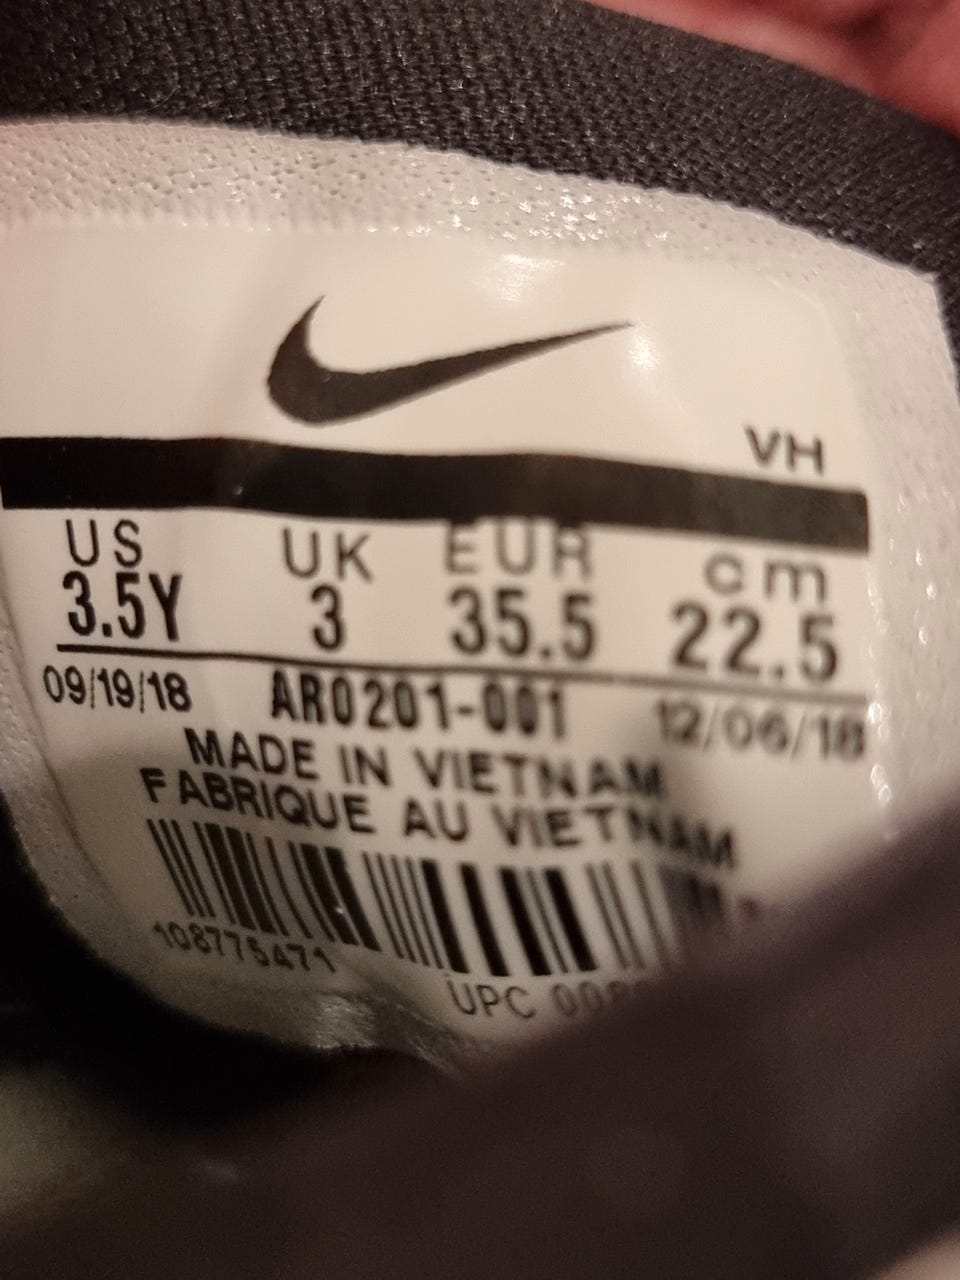 VH
US UK EUR cm
3.5Y 3 35.5 22.5
09/19/18 AR0201-001 12/06/18
MADE IN VIETNAM
FABRIQUE AU VIETNAM
108775471
UPC